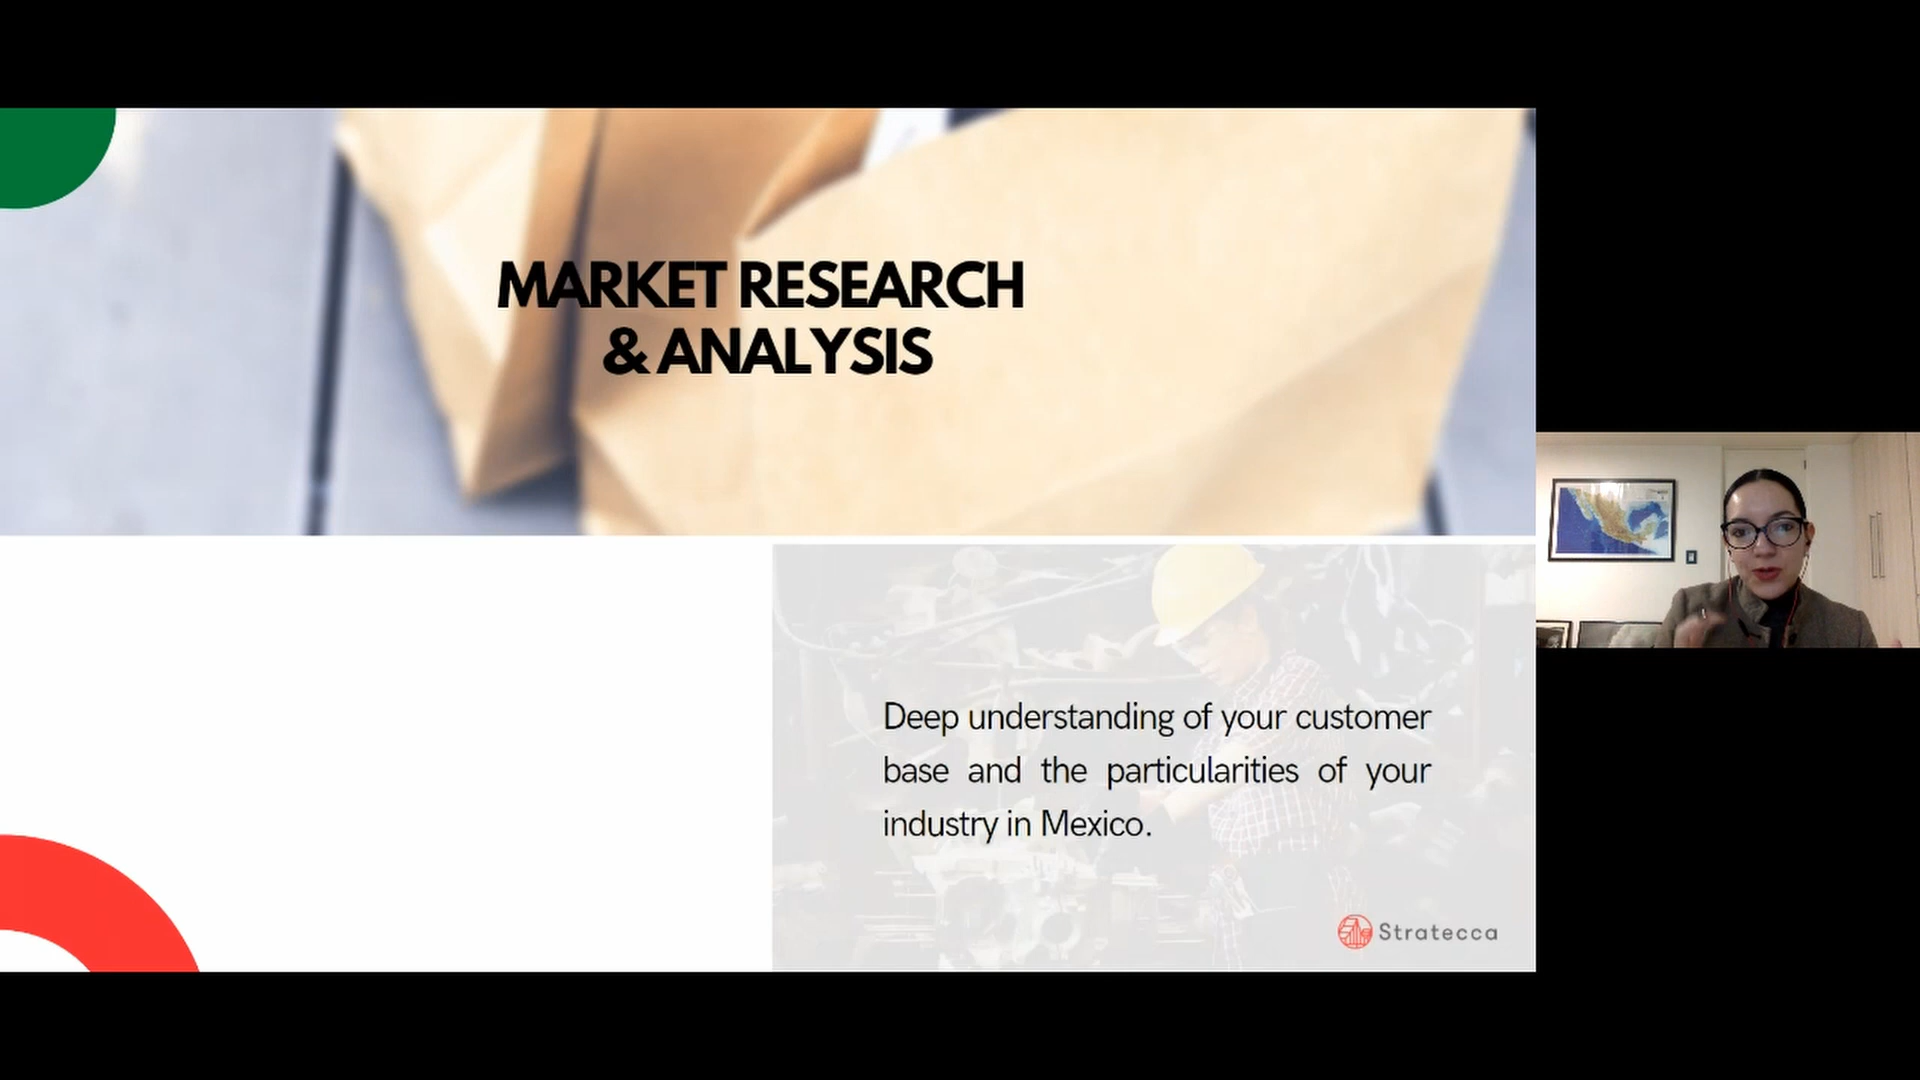 MARKET RESEARCH
& ANALYSIS
Deep understanding of your customer
base and the particularities of your
industry in Mexico.
Stratecca